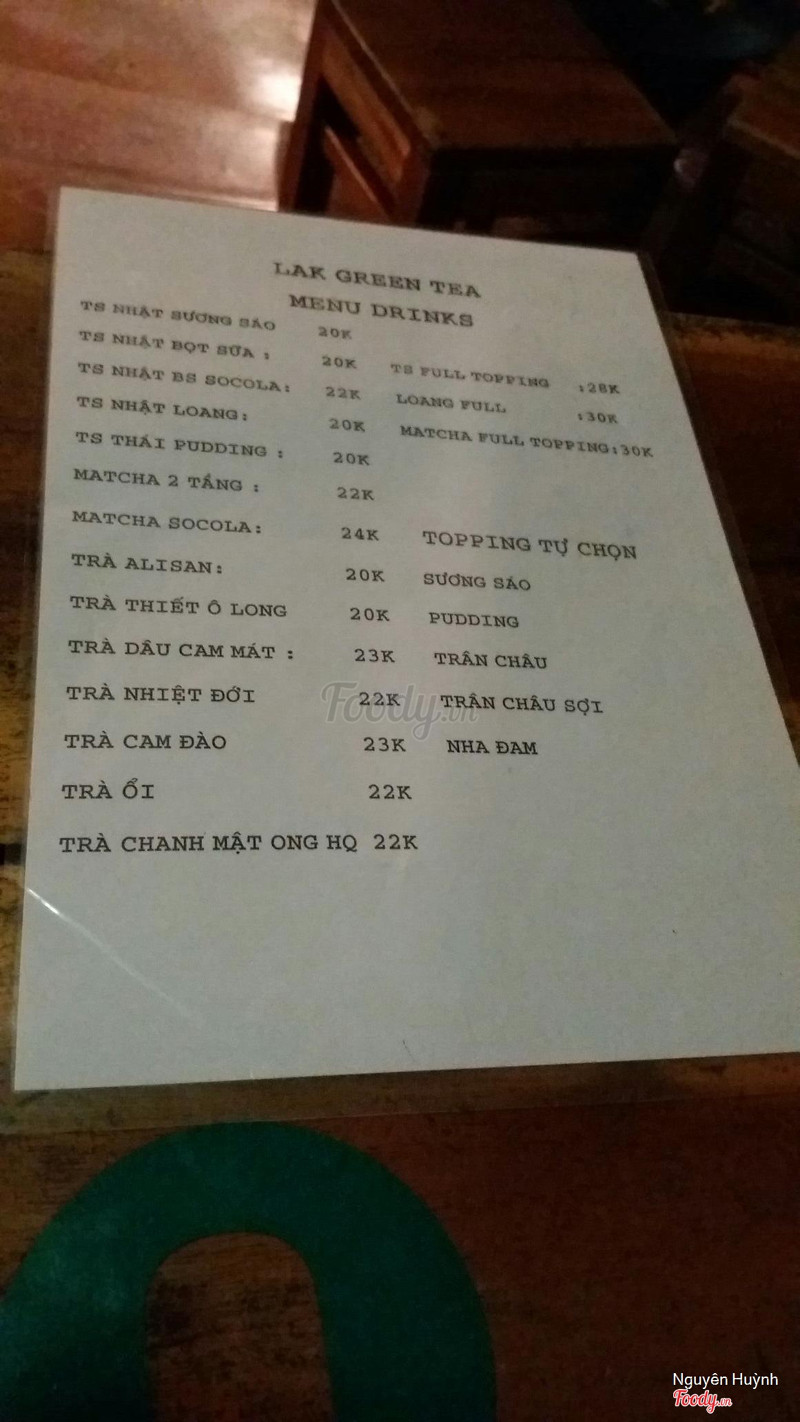 LAK GREEN TEA
MENU DRINKS
TS NHẬT SƯƠNG SÁO 20K
TS NHẬT BỌT SỮA : 20K
TS NHẬT BS SOCOLA: 22K
TS NHẬT LOANG: 20K
TS THÁI PUDDING : 20K
MATCHA 2 TẦNG : 22K
MATCHA SOCOLA: 24K
TRÀ ALISAN: 20K
TRÀ THIẾT Ô LONG 20K
TRÀ DÂU CAM MÁT : 23K
TRÀ NHIỆT ĐỚI 22K
TRÀ CAM ĐÀO 23K
TRÀ ỔI 22K
TRÀ CHANH MẬT ONG HQ 22K
TS FULL TOPPING :28K
LOANG FULL :30K
MATCHA FULL TOPPING:30K
TOPPING TỰ CHỌN
SƯƠNG SÁO
PUDDING
TRÂN CHÂU
TRÂN CHÂU SỢI
NHA ĐAM
Foody.vn
Nguyên Huỳnh
Foody.vn